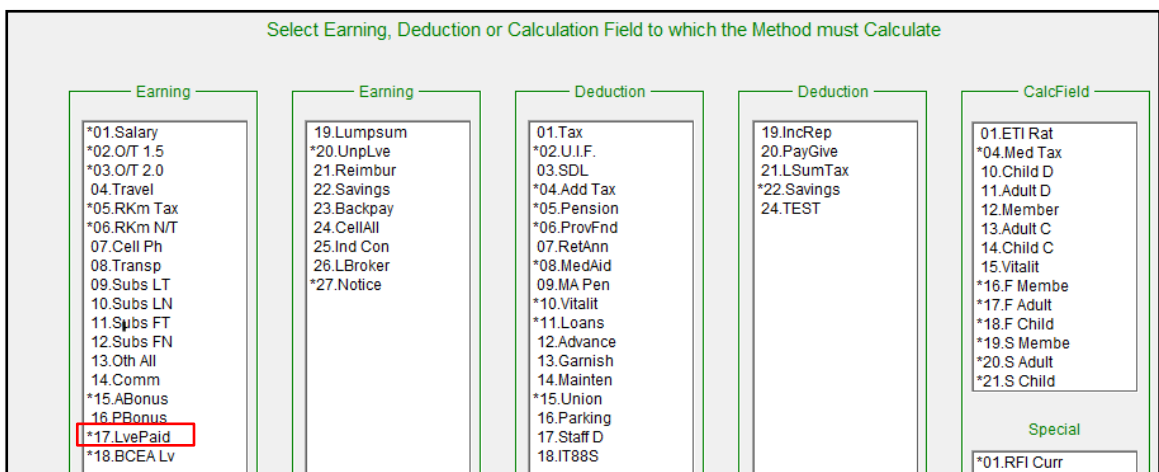 Select Earning, Deduction or Calculation Field to which the Method must Calculate
Earning
*01.Salary
*02.O/T 1.5
*03.O/T 2.0
04.Travel
*05.RKm Tax
*06.RKm N/T
07.Cell Ph
08.Transp
09.Subs LT
10.Subs LN
11.Subs FT
12.Subs FN
13.Oth All
14.Comm
*15.ABonus
16.PBonus
*17.LvePaid
*18.BCEA Lv
Earning
19.Lumpsum
*20.UnpLve
21.Reimbur
22.Savings
23.Backpay
24.CellAll
25.Ind Con
26.LBroker
*27.Notice
Deduction
01.Tax
*02.U.I.F.
03.SDL
*04.Add Tax
*05.Pension
*06.ProvFnd
07.RetAnn
*08.MedAid
09.MA Pen
*10.Vitalit
*11.Loans
12.Advance
13.Garnish
14.Mainten
*15.Union
16.Parking
17.Staff D
18.IT88S
Deduction
19.IncRep
20.PayGive
21.LSumTax
*22.Savings
24.TEST
CalcField
01.ETI Rat
*04.Med Tax
10.Child D
11.Adult D
12.Member
13.Adult C
14.Child C
15.Vitalit
*16.F Membe
*17.F Adult
*18.F Child
*19.S Membe
*20.S Adult
*21.S Child
Special
*01.RFI Curr